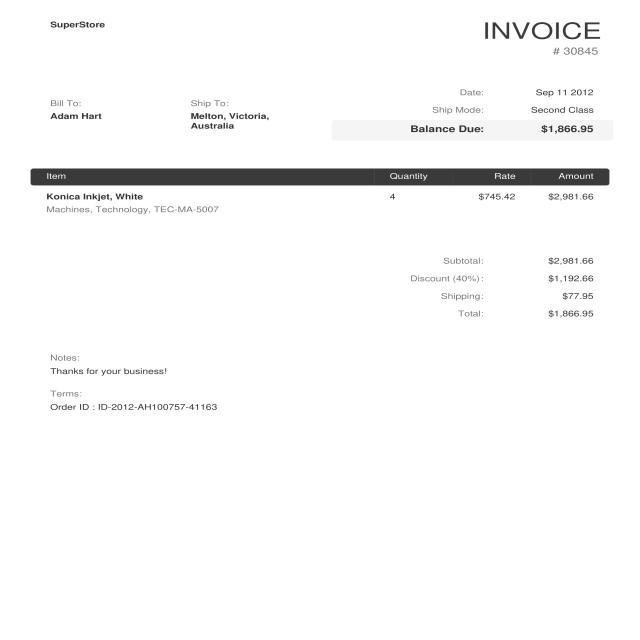 SuperStore
INVOICE
# 30845
Date: Sep 11 2012
Bill To: Ship To:
Ship Mode: Second Class
Adam Hart Melton, Victoria,
Australia
Balance Due: $1,866.95
Item Quantity Rate Amount
Konica Inkjet, White 4 $745.42 $2,981.66
Machines, Technology, TEC-MA-5007
Subtotal: $2,981.66
Discount (40%): $1,192.66
Shipping: $77.95
Total: $1,866.95
Notes:
Thanks for your business!
Terms:
Order ID : ID-2012-AH100757-41163